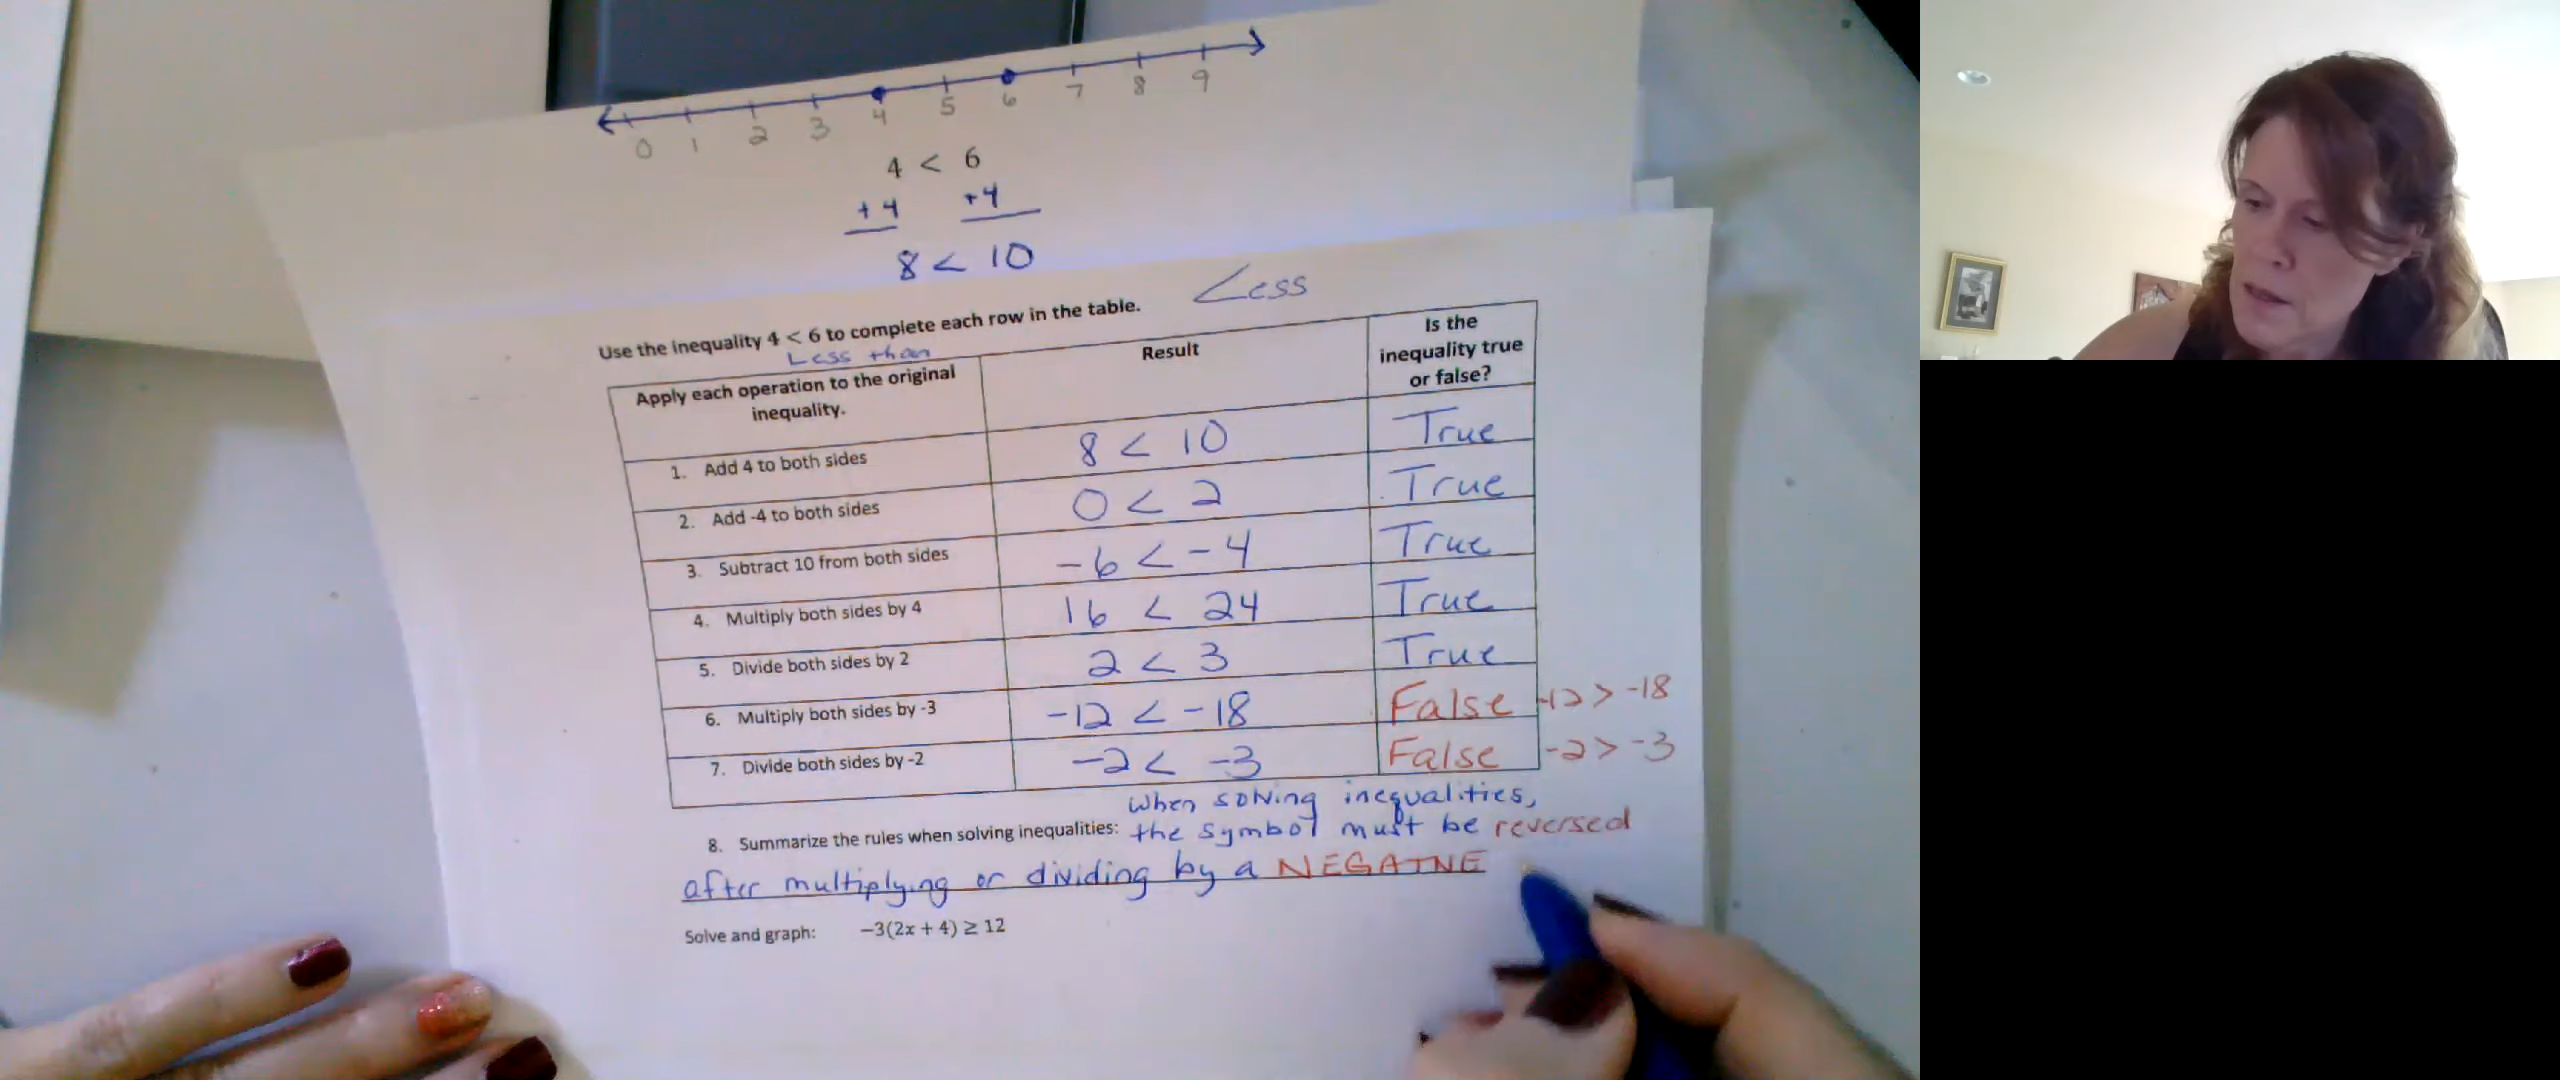 0 1 2 3 4 5 6 7 8 9
4 < 6
+4 +4
8 < 10
Less
Use the inequality 4 < 6 to complete each row in the table.
Less than
Apply each operation to the original inequality.
Result
Is the inequality true or false?
1. Add 4 to both sides 8 < 10 True
2. Add -4 to both sides 0 < 2 True
3. Subtract 10 from both sides -6 < -4 True
4. Multiply both sides by 4 16 < 24 True
5. Divide both sides by 2 2 < 3 True
6. Multiply both sides by -3 -12 < -18 False -12 > -18
7. Divide both sides by -2 -2 < -3 False -2 > -3
When solving inequalities,
8. Summarize the rules when solving inequalities: the symbol must be reversed
after multiplying or dividing by a NEGATIVE
Solve and graph: −3(2x + 4) ≥ 12